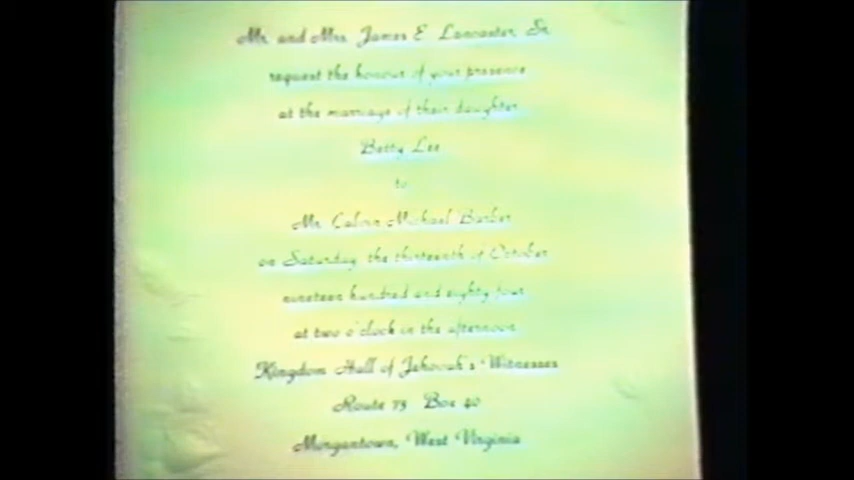 Mr. and Mrs. James E. Lancaster, Sr.
request the honour of your presence
at the marriage of their daughter
Betty Lee
to
Mr. Calvin Michael Barber
on Saturday, the thirteenth of October
nineteen hundred and eighty four
at two o'clock in the afternoon
Kingdom Hall of Jehovah's Witnesses
Route 73 Box 40
Morgantown, West Virginia